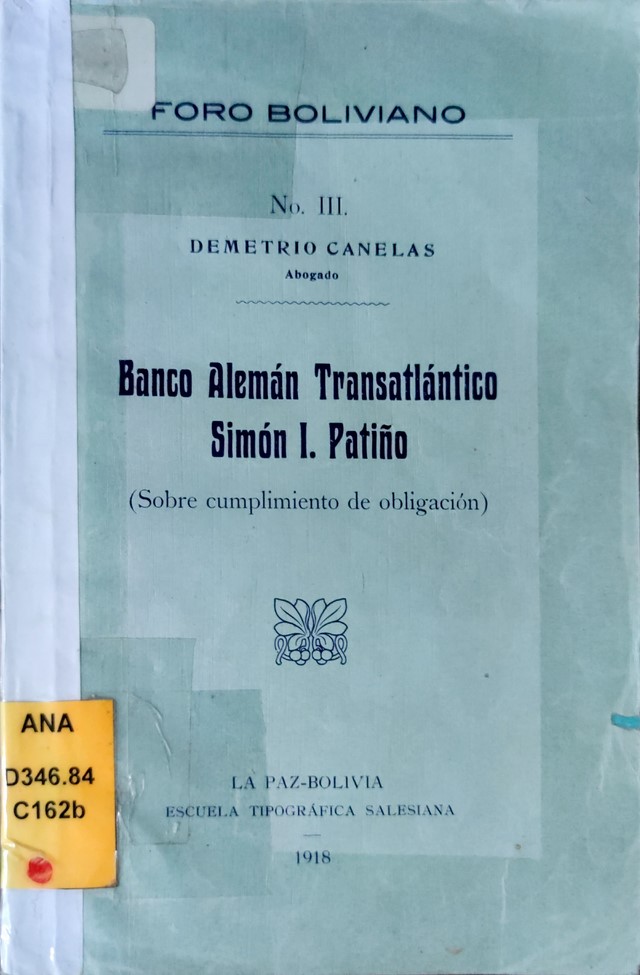 FORO BOLIVIANO
No. III.
DEMETRIO CANELAS
Abogado
Banco Alemán Transatlántico
Simón I. Patiño
(Sobre cumplimiento de obligación)
LA PAZ-BOLIVIA
ESCUELA TIPOGRÁFICA SALESIANA
1918
ANA
D346.84
C162b